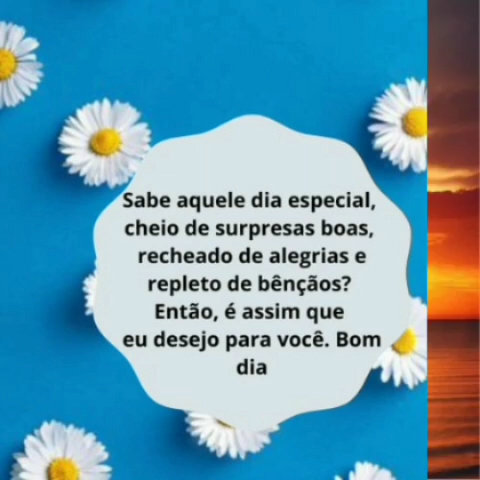 Sabe aquele dia especial,
cheio de surpresas boas,
recheado de alegrias e
repleto de bênçãos?
Então, é assim que
eu desejo para você. Bom
dia